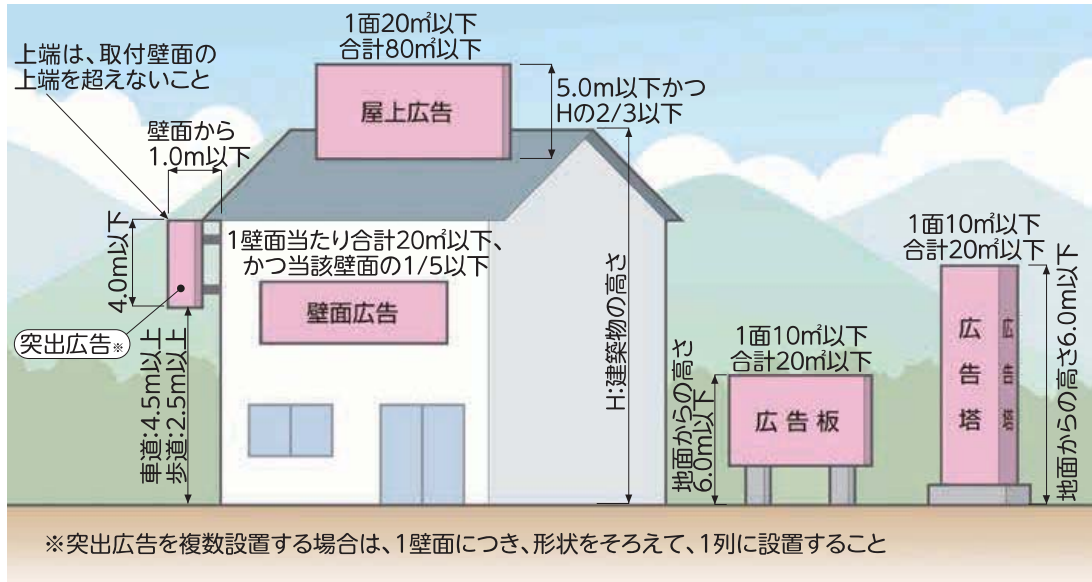 1面20㎡以下
合計80㎡以下
上端は、取付壁面の
上端を超えないこと
屋上広告
5.0m以下かつ
Hの2/3以下
壁面から
1.0m以下
4.0m以下
1壁面当たり合計20㎡以下、
かつ当該壁面の1/5以下
壁面広告
突出広告※
車道:4.5m以上
歩道:2.5m以上
H:建築物の高さ
地面からの高さ
6.0m以下
1面10㎡以下
合計20㎡以下
広告板
1面10㎡以下
合計20㎡以下
広告塔
広告塔
地面からの高さ6.0m以下
※突出広告を複数設置する場合は、1壁面につき、形状をそろえて、1列に設置すること